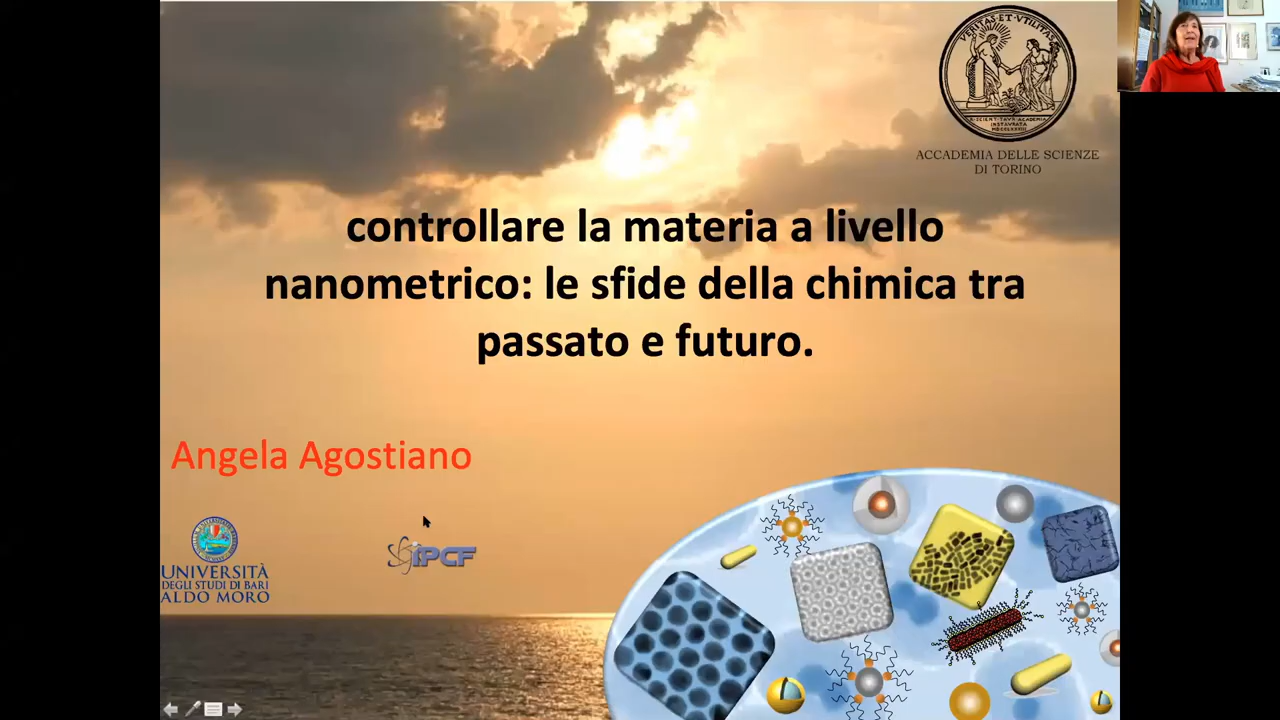 VERITAS·ET·VTILITAS
ACCADEMIA DELLE SCIENZE
DI TORINO
controllare la materia a livello
nanometrico: le sfide della chimica tra
passato e futuro.
Angela Agostiano
UNIVERSITÀ
DEGLI STUDI DI BARI
ALDO MORO
IPCF